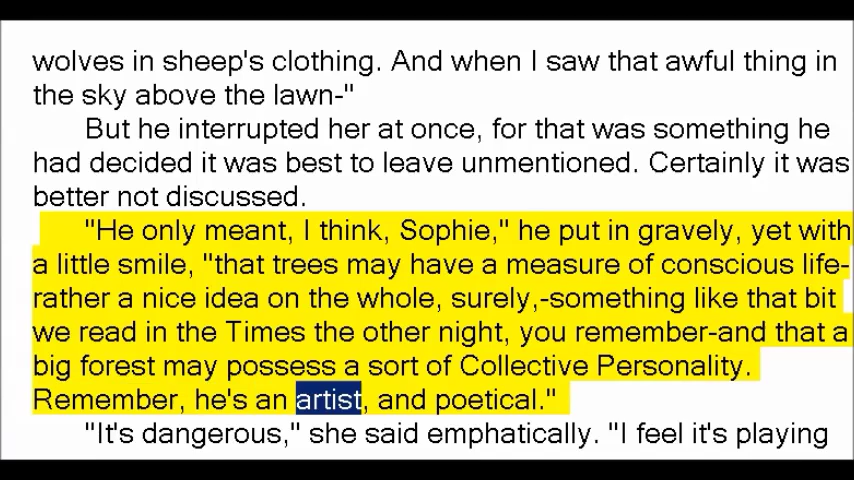 wolves in sheep's clothing. And when I saw that awful thing in
the sky above the lawn-"
But he interrupted her at once, for that was something he
had decided it was best to leave unmentioned. Certainly it was
better not discussed.
"He only meant, I think, Sophie," he put in gravely, yet with
a little smile, "that trees may have a measure of conscious life-
rather a nice idea on the whole, surely,-something like that bit
we read in the Times the other night, you remember-and that a
big forest may possess a sort of Collective Personality.
Remember, he's an artist, and poetical."
"It's dangerous," she said emphatically. "I feel it's playing